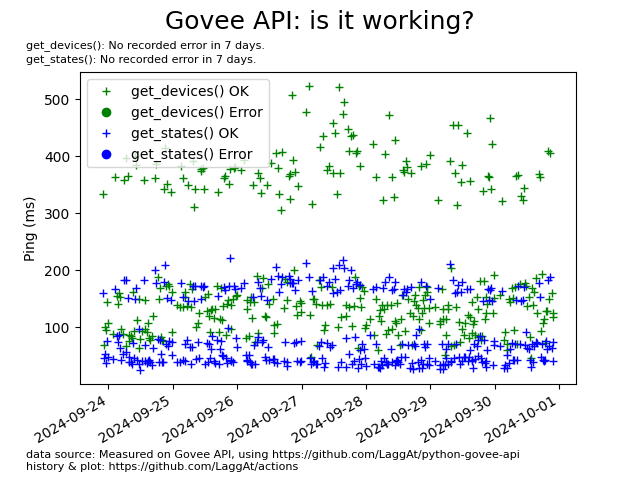 Govee API: is it working?
get_devices(): No recorded error in 7 days.
get_states(): No recorded error in 7 days.
get_devices() OK
get_devices() Error
get_states() OK
get_states() Error
Ping (ms)
500
400
300
200
100
2024-09-24
2024-09-25
2024-09-26
2024-09-27
2024-09-28
2024-09-29
2024-09-30
2024-10-01
data source: Measured on Govee API, using https://github.com/LaggAt/python-govee-api
history & plot: https://github.com/LaggAt/actions